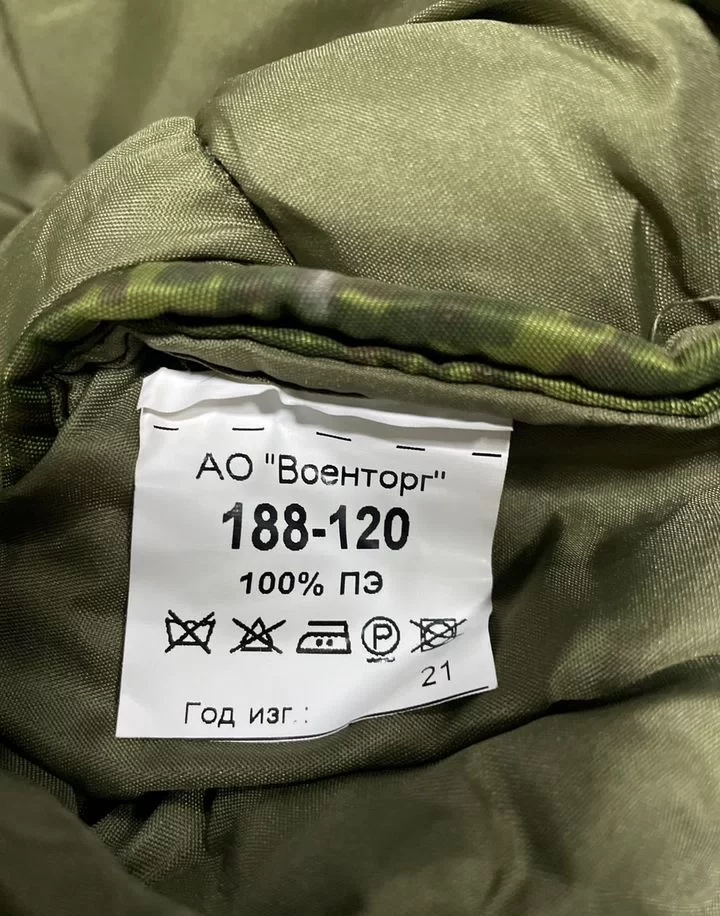 АО "Военторг"
188-120
100% ПЭ
P
21
Год изг.: